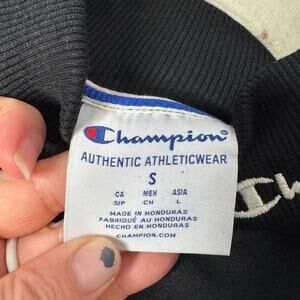 Champion
AUTHENTIC ATHLETICWEAR
S
CA MEX ASIA
S/P CH L
MADE IN HONDURAS
FABRIQUÉ AU HONDURAS
HECHO EN HONDURAS
CHAMPION.COM